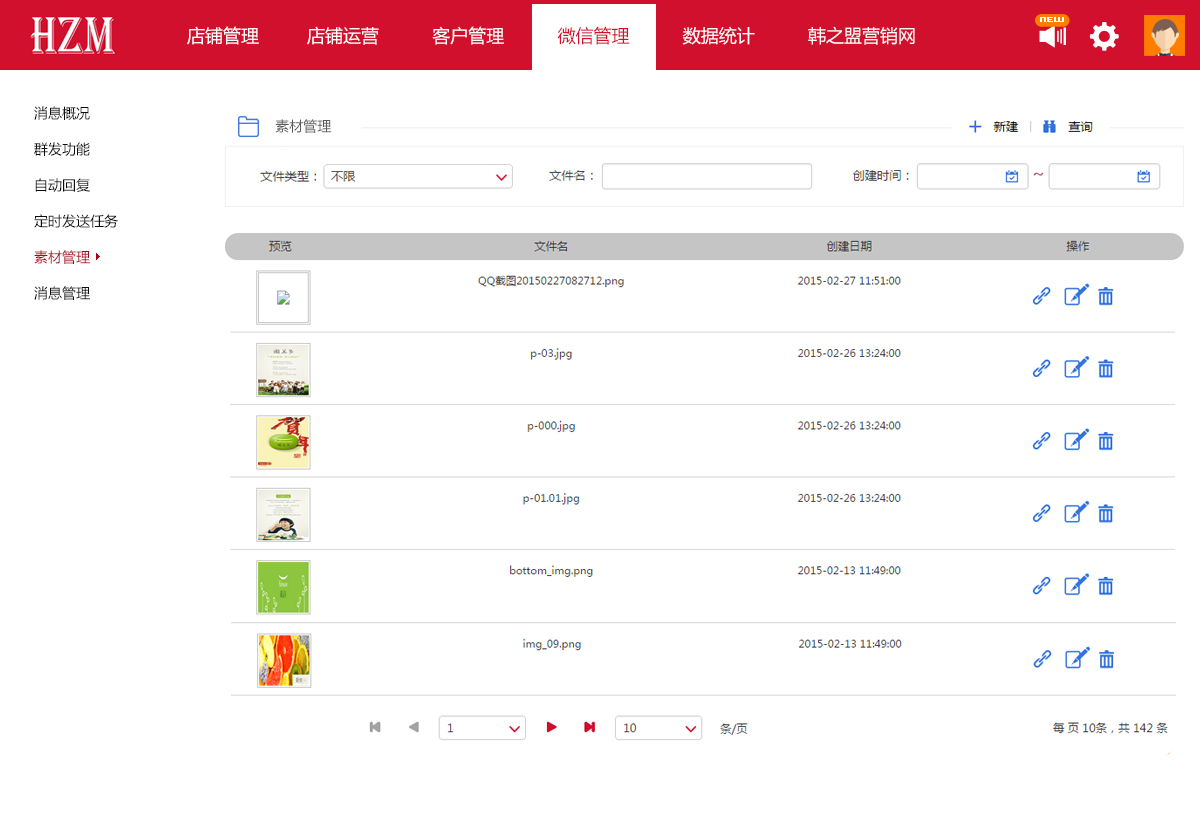 HZM 店铺管理 店铺运营 客户管理 微信管理 数据统计 韩之盟营销网 NEW
消息概况
群发功能
自动回复
定时发送任务
素材管理
消息管理
素材管理 新建 | 查询
文件类型： 不限 文件名： 创建时间： ~
预览 文件名 创建日期 操作
QQ截图20150227082712.png 2015-02-27 11:51:00
p-03.jpg 2015-02-26 13:24:00
p-000.jpg 2015-02-26 13:24:00
賀年
p-01.01.jpg 2015-02-26 13:24:00
bottom_img.png 2015-02-13 11:49:00
img_09.png 2015-02-13 11:49:00
1 10 条/页 每 页 10条，共 142 条